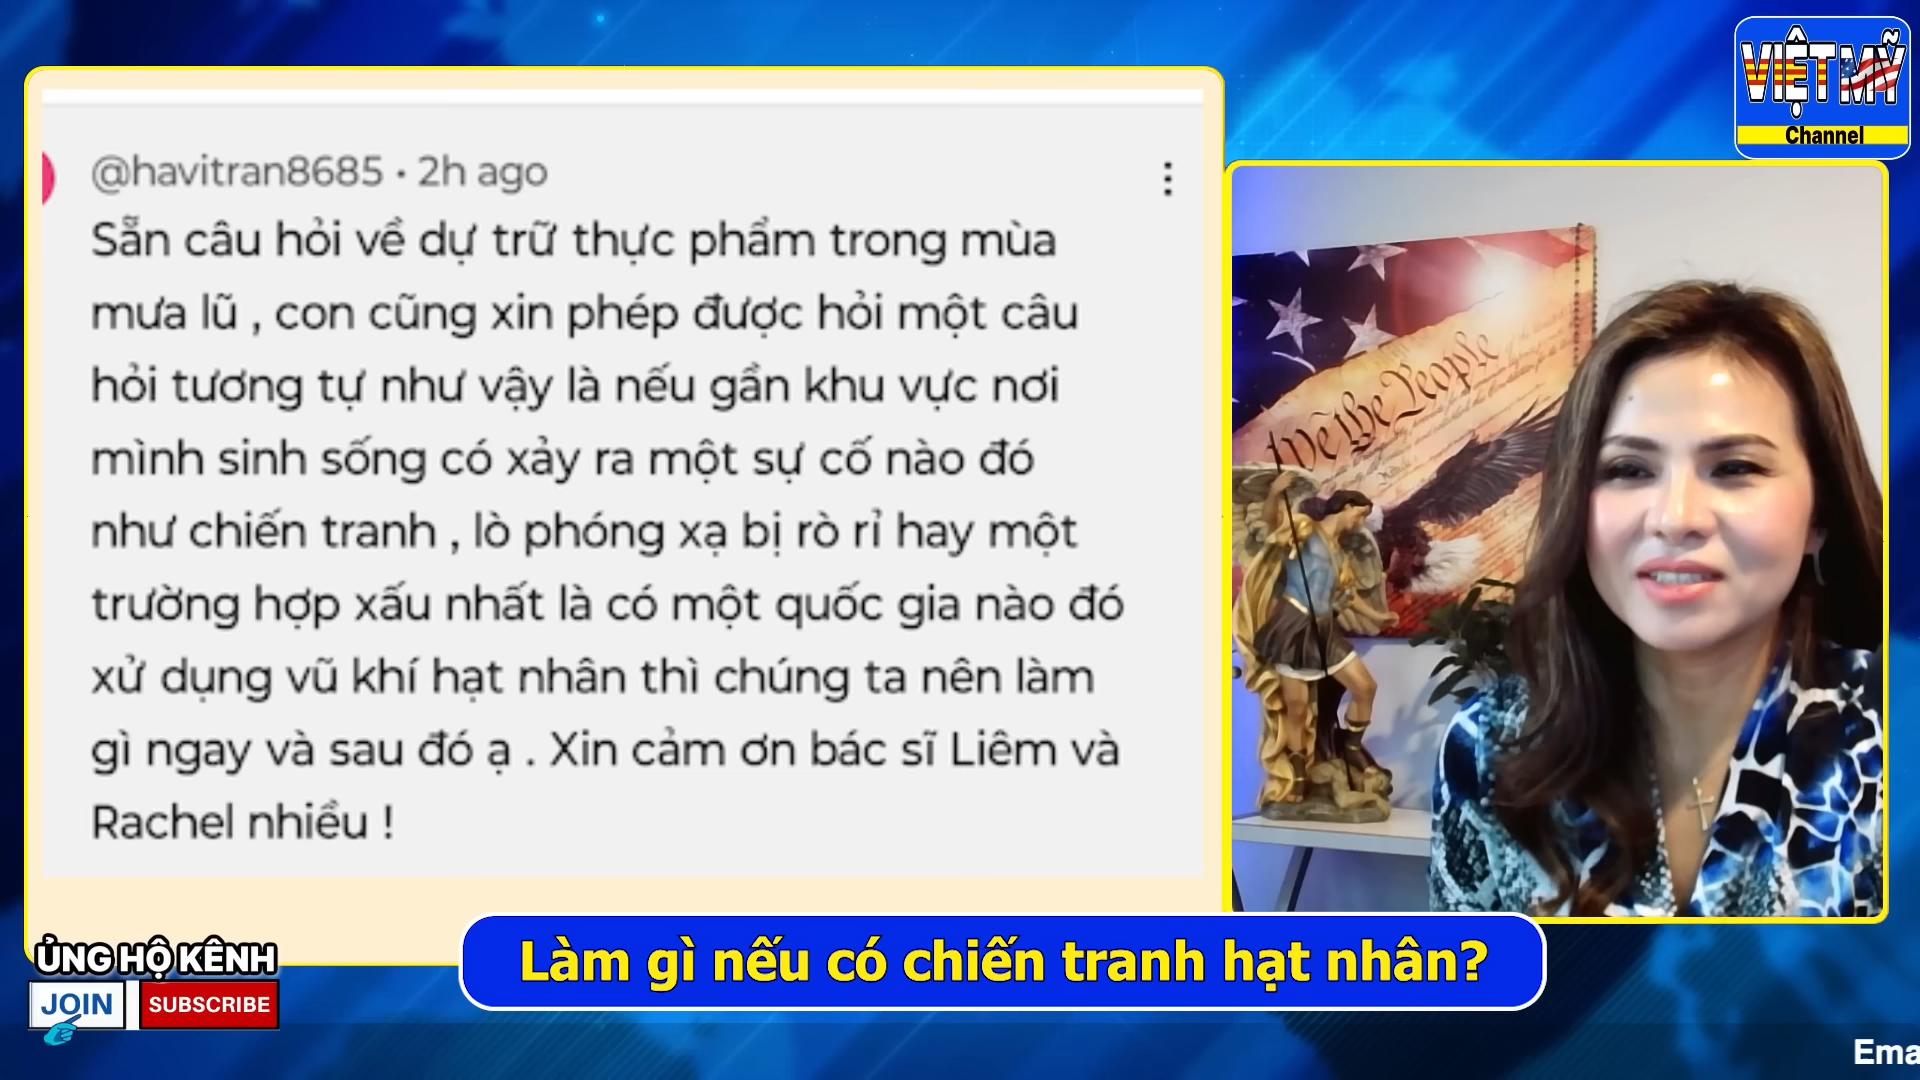 VIỆT MỸ
Channel
@havitran8685 • 2h ago
Sẵn câu hỏi về dự trữ thực phẩm trong mùa
mưa lũ , con cũng xin phép được hỏi một câu
hỏi tương tự như vậy là nếu gần khu vực nơi
mình sinh sống có xảy ra một sự cố nào đó
như chiến tranh , lò phóng xạ bị rò rỉ hay một
trường hợp xấu nhất là có một quốc gia nào đó
xử dụng vũ khí hạt nhân thì chúng ta nên làm
gì ngay và sau đó ạ . Xin cảm ơn bác sĩ Liêm và
Rachel nhiều !
We the People
Làm gì nếu có chiến tranh hạt nhân?
ỦNG HỘ KÊNH
JOIN
SUBSCRIBE
Ema